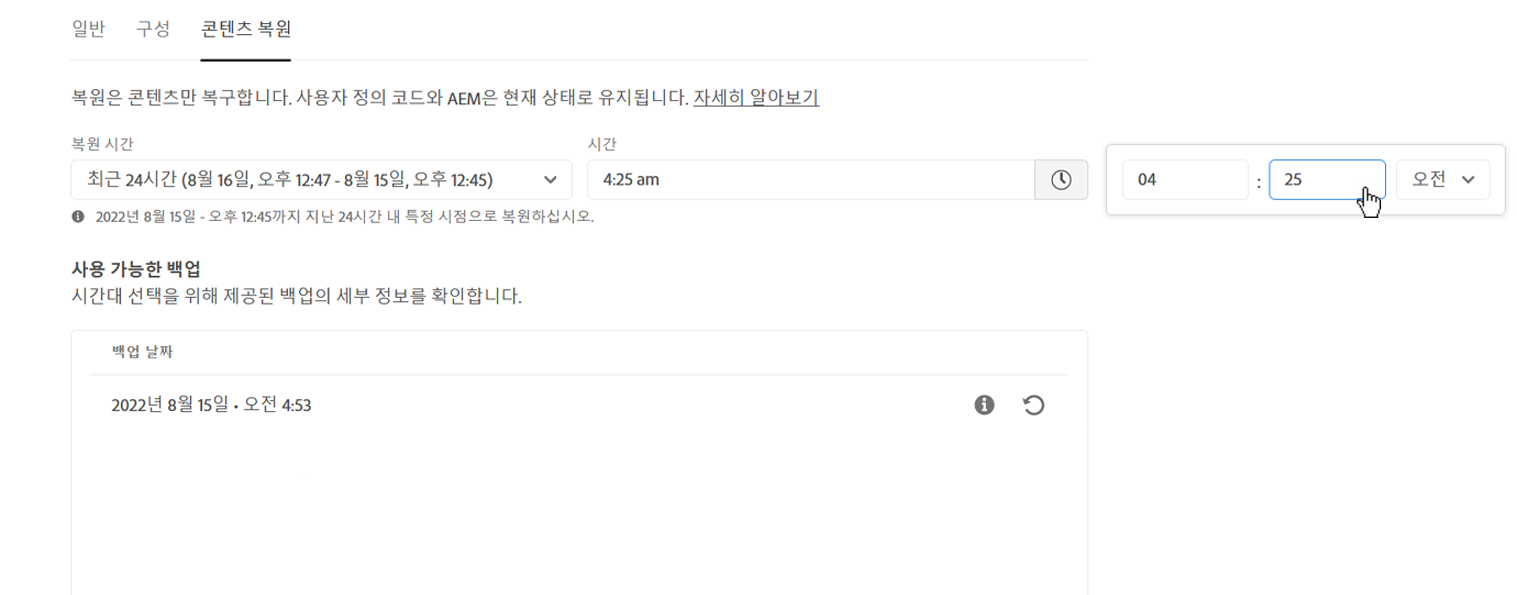 일반 구성 콘텐츠 복원
복원은 콘텐츠만 복구합니다. 사용자 정의 코드와 AEM은 현재 상태로 유지됩니다. 자세히 알아보기
복원 시간 시간
최근 24시간 (8월 16일, 오후 12:47 - 8월 15일, 오후 12:45) 4:25 am 04 : 25 오전
2022년 8월 15일 - 오후 12:45까지 지난 24시간 내 특정 시점으로 복원하십시오.
사용 가능한 백업
시간대 선택을 위해 제공된 백업의 세부 정보를 확인합니다.
백업 날짜
2022년 8월 15일 • 오전 4:53